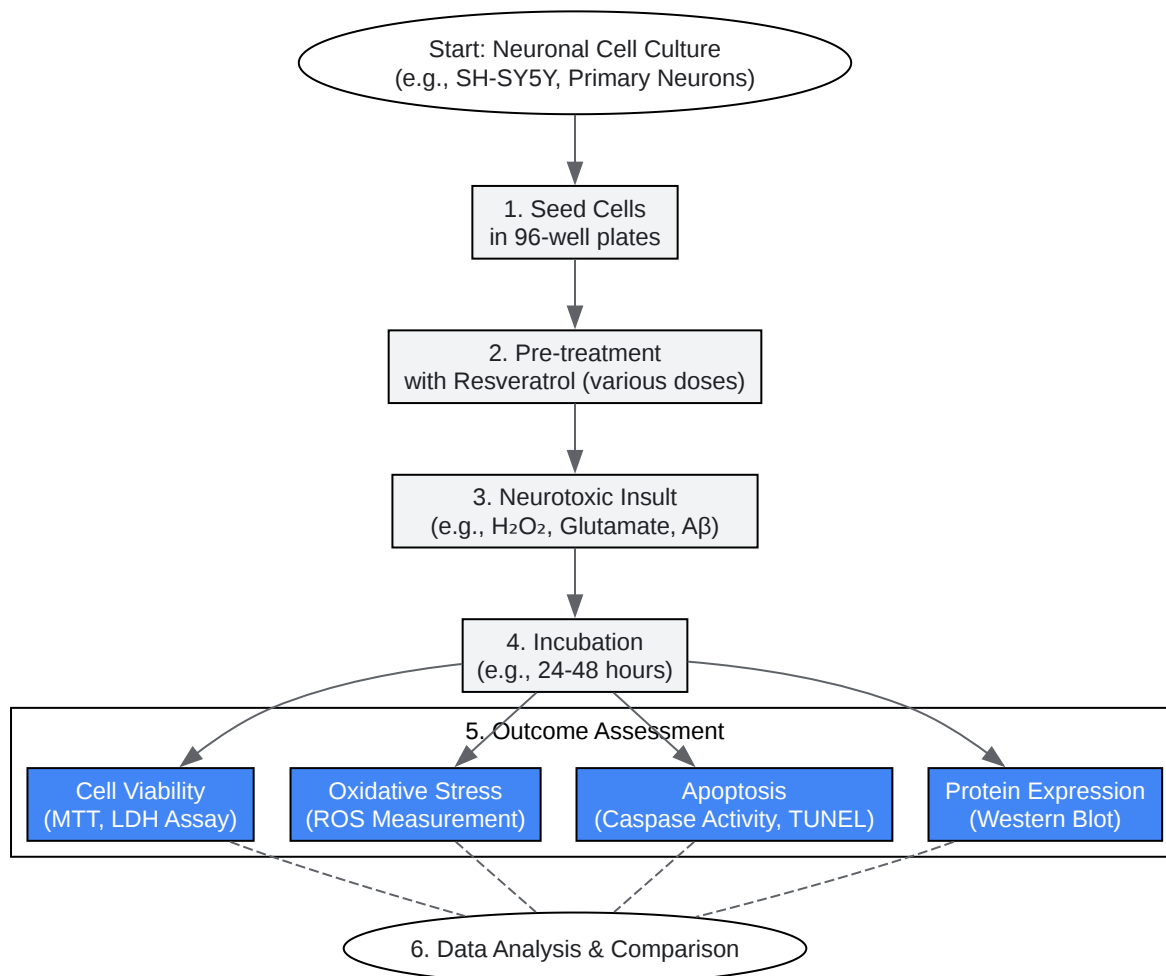 Start: Neuronal Cell Culture
(e.g., SH-SY5Y, Primary Neurons)
1. Seed Cells
in 96-well plates
2. Pre-treatment
with Resveratrol (various doses)
3. Neurotoxic Insult
(e.g., H₂O₂, Glutamate, Aβ)
4. Incubation
(e.g., 24-48 hours)
5. Outcome Assessment
Cell Viability
(MTT, LDH Assay)
Oxidative Stress
(ROS Measurement)
Apoptosis
(Caspase Activity, TUNEL)
Protein Expression
(Western Blot)
6. Data Analysis & Comparison